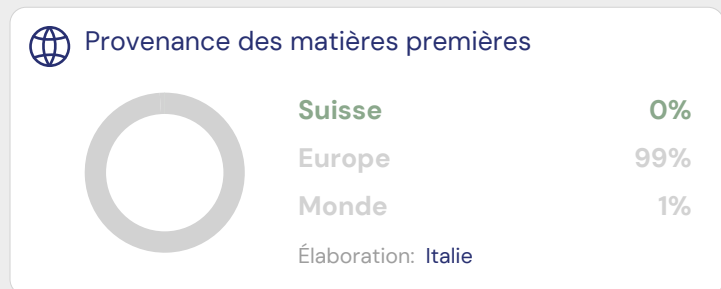 Provenance des matières premières
Suisse 0%
Europe 99%
Monde 1%
Élaboration: Italie